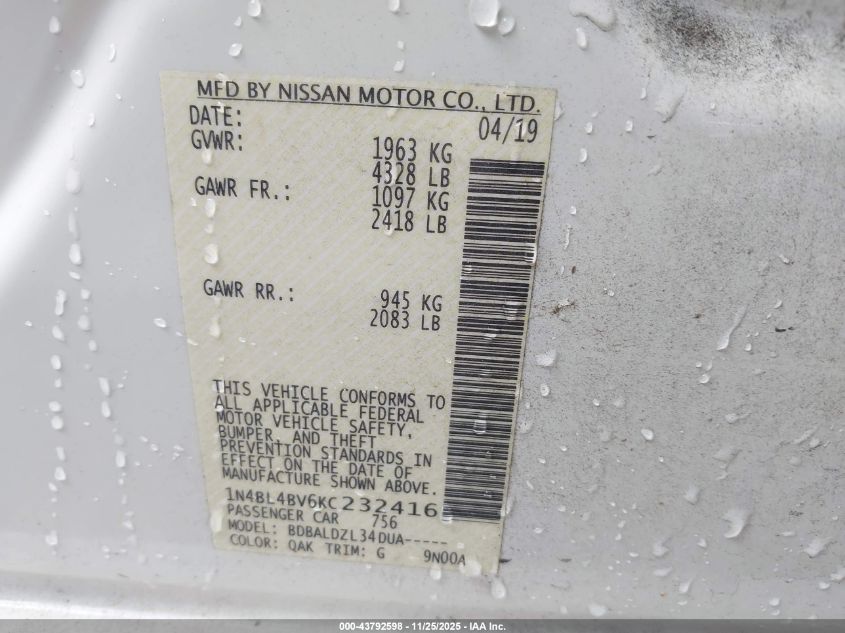 MFD BY NISSAN MOTOR CO., LTD.
DATE: 04/19
GVWR: 1963 KG
4328 LB
GAWR FR.: 1097 KG
2418 LB
GAWR RR.: 945 KG
2083 LB
THIS VEHICLE CONFORMS TO
ALL APPLICABLE FEDERAL
MOTOR VEHICLE SAFETY,
BUMPER, AND THEFT
PREVENTION STANDARDS IN
EFFECT ON THE DATE OF
MANUFACTURE SHOWN ABOVE.
1N4BL4BV6KC232416
PASSENGER CAR 756
MODEL: BDBALDZL34DUA-----
COLOR: QAK TRIM: G 9N00A
000-43792598 - 11/25/2025 - IAA Inc.